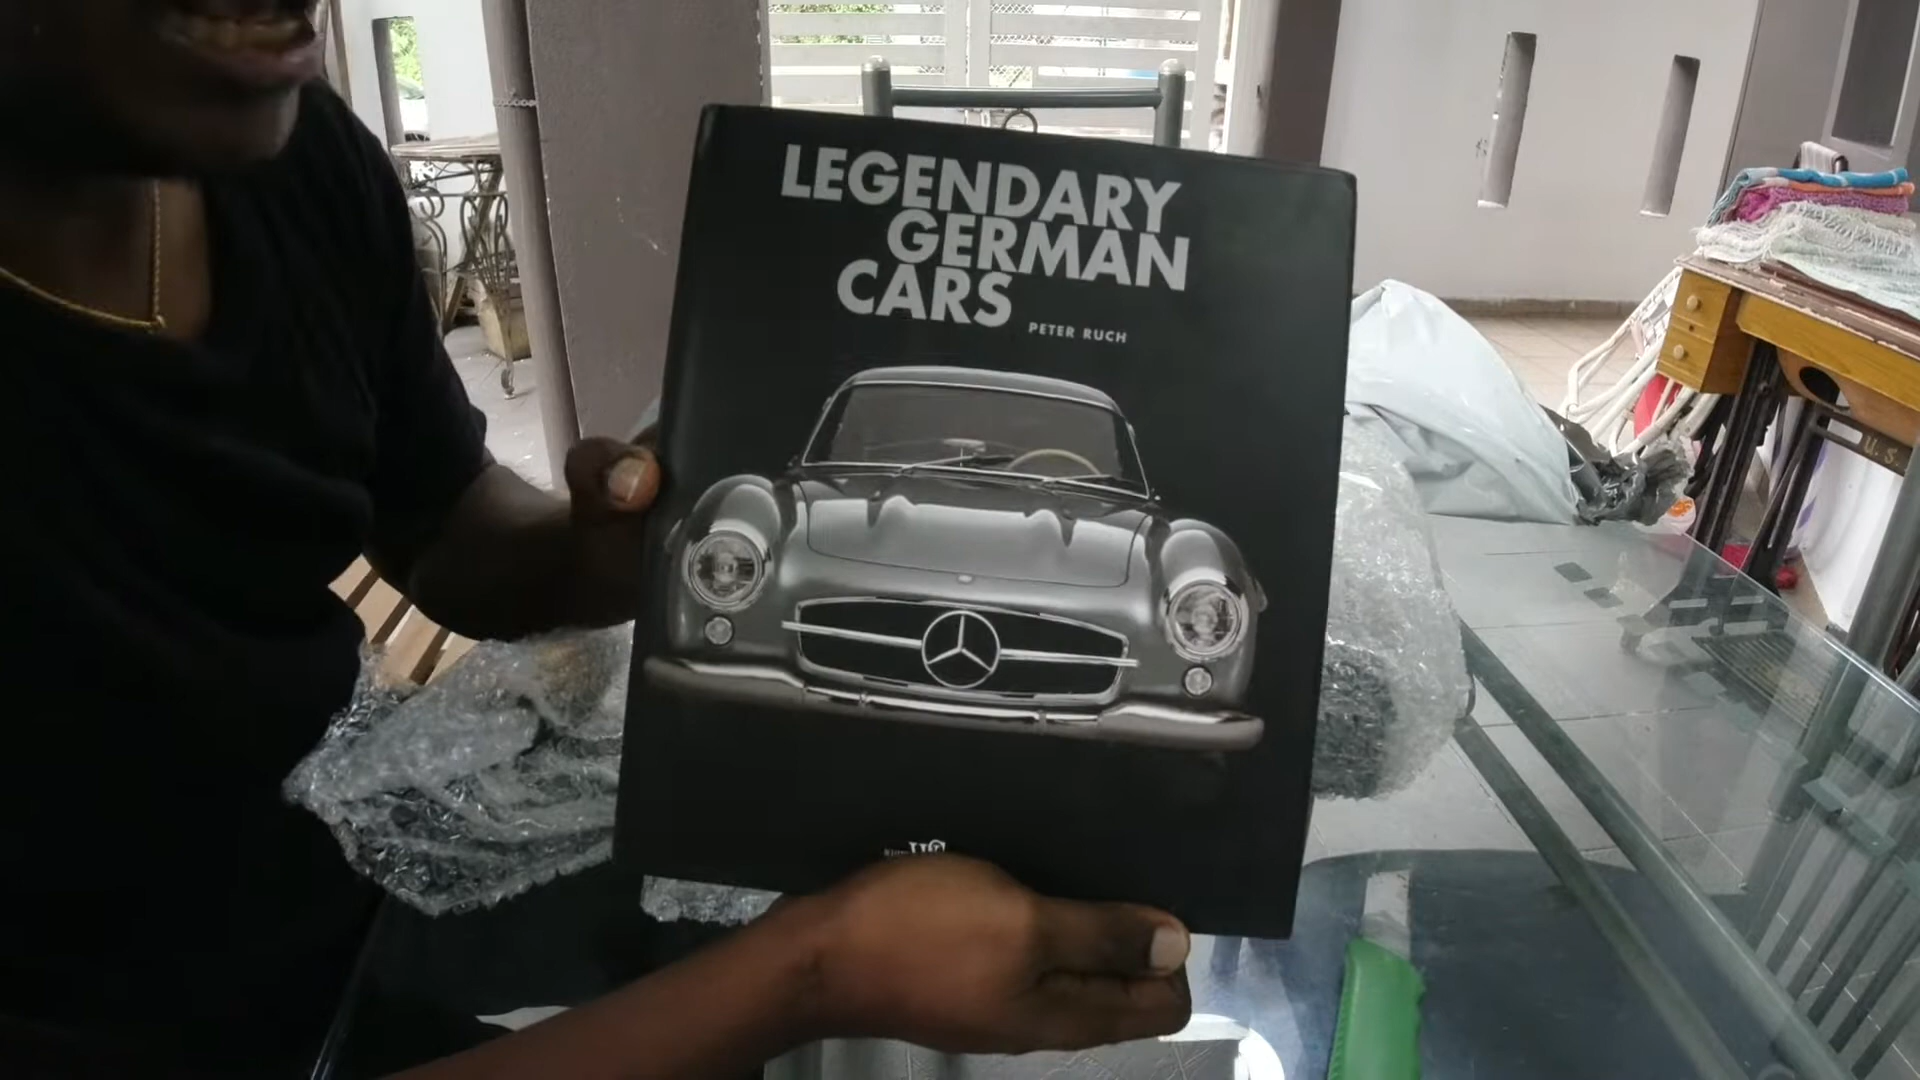 LEGENDARY
GERMAN
CARS
PETER RUCH
U.S.